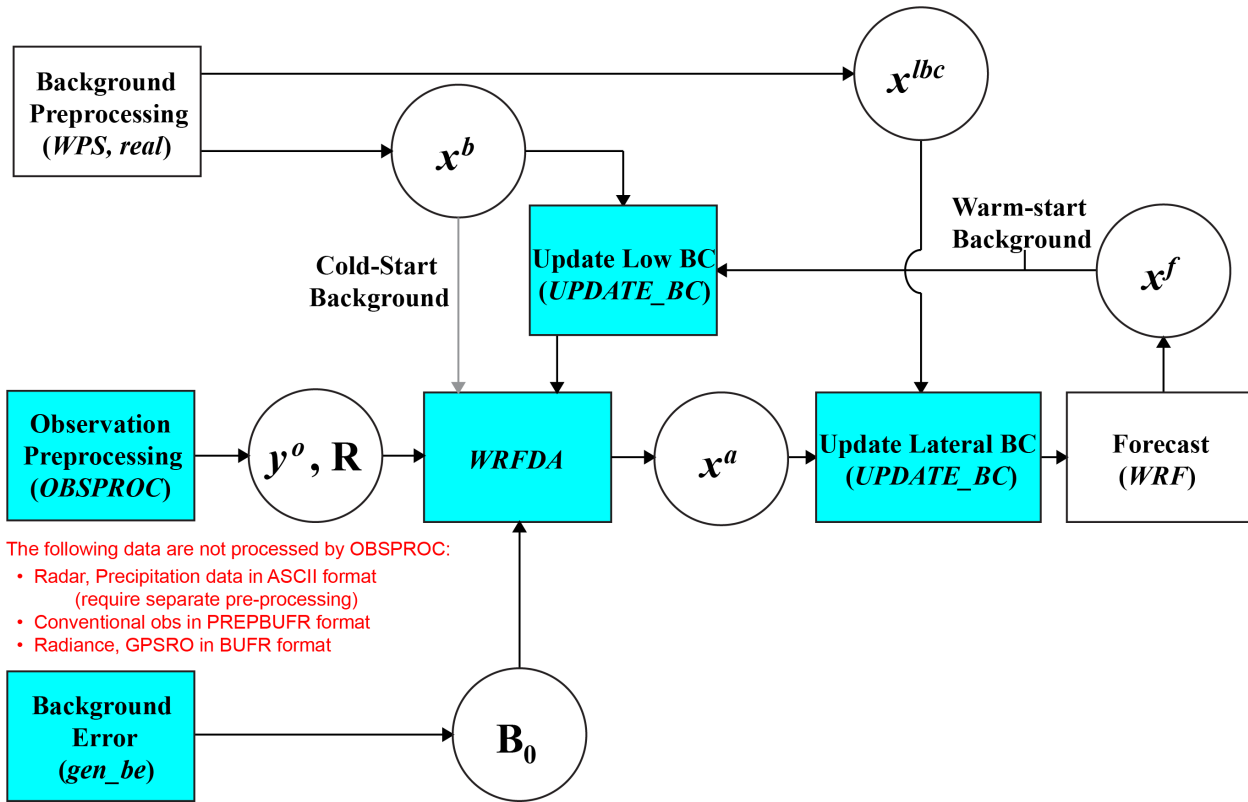 Background
Preprocessing
(WPS, real)
x^b
x^lbc
Update Low BC
(UPDATE_BC)
Warm-start
Background
x^f
Cold-Start
Background
Observation
Preprocessing
(OBSPROC)
y^o, R
WRFDA
x^a
Update Lateral BC
(UPDATE_BC)
Forecast
(WRF)
The following data are not processed by OBSPROC:
• Radar, Precipitation data in ASCII format
(require separate pre-processing)
• Conventional obs in PREPBUFR format
• Radiance, GPSRO in BUFR format
Background
Error
(gen_be)
B₀